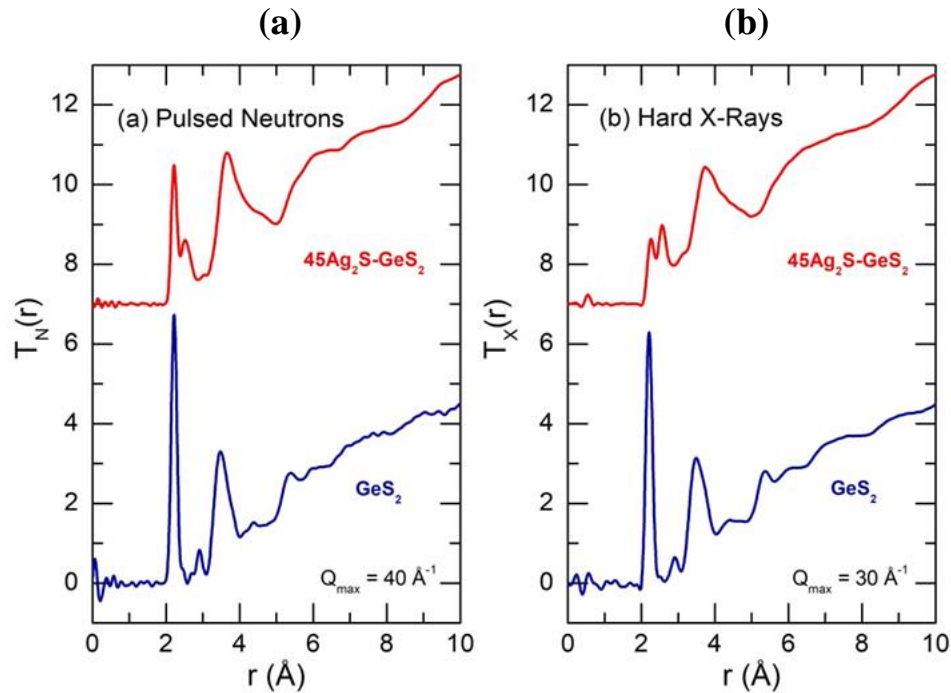 (a)
(b)
(a) Pulsed Neutrons
(b) Hard X-Rays
12
10
8
6
4
2
0
T_N(r)
45Ag₂S-GeS₂
GeS₂
Q_max = 40 Å⁻¹
0 2 4 6 8 10
r (Å)
12
10
8
6
4
2
0
T_X(r)
45Ag₂S-GeS₂
GeS₂
Q_max = 30 Å⁻¹
0 2 4 6 8 10
r (Å)